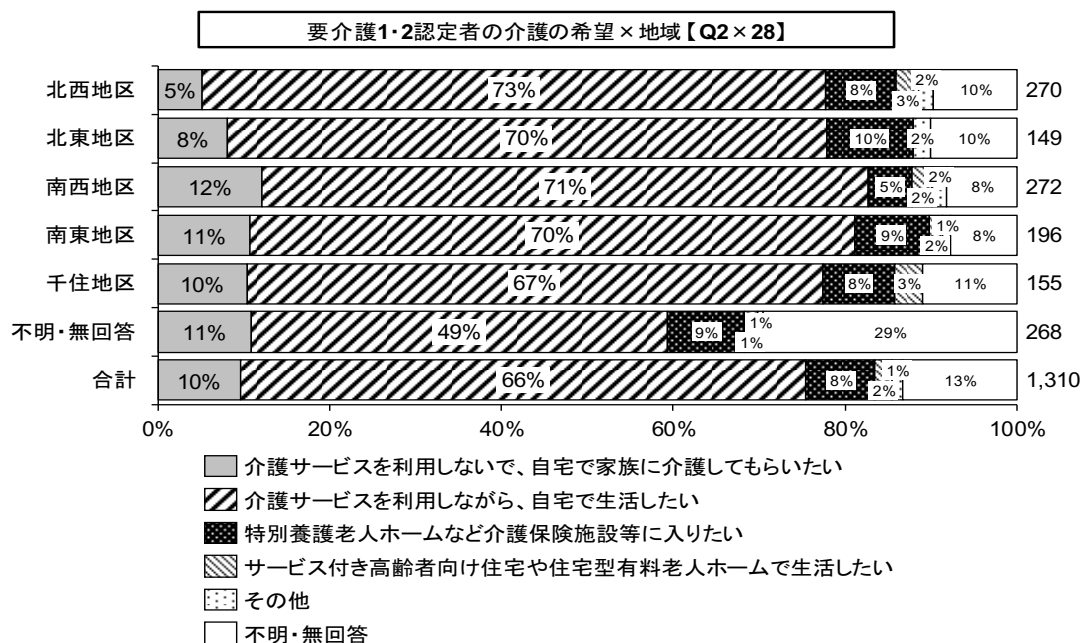 要介護1・2認定者の介護の希望×地域【Q2×28】
北西地区 5% 73% 8% 3% 2% 10% 270
北東地区 8% 70% 10% 2% 10% 149
南西地区 12% 71% 5% 2% 2% 8% 272
南東地区 11% 70% 9% 1% 2% 8% 196
千住地区 10% 67% 8% 3% 11% 155
不明・無回答 11% 49% 9% 1% 1% 29% 268
合計 10% 66% 8% 1% 2% 13% 1,310
0% 20% 40% 60% 80% 100%
介護サービスを利用しないで、自宅で家族に介護してもらいたい
介護サービスを利用しながら、自宅で生活したい
特別養護老人ホームなど介護保険施設等に入りたい
サービス付き高齢者向け住宅や住宅型有料老人ホームで生活したい
その他
不明・無回答